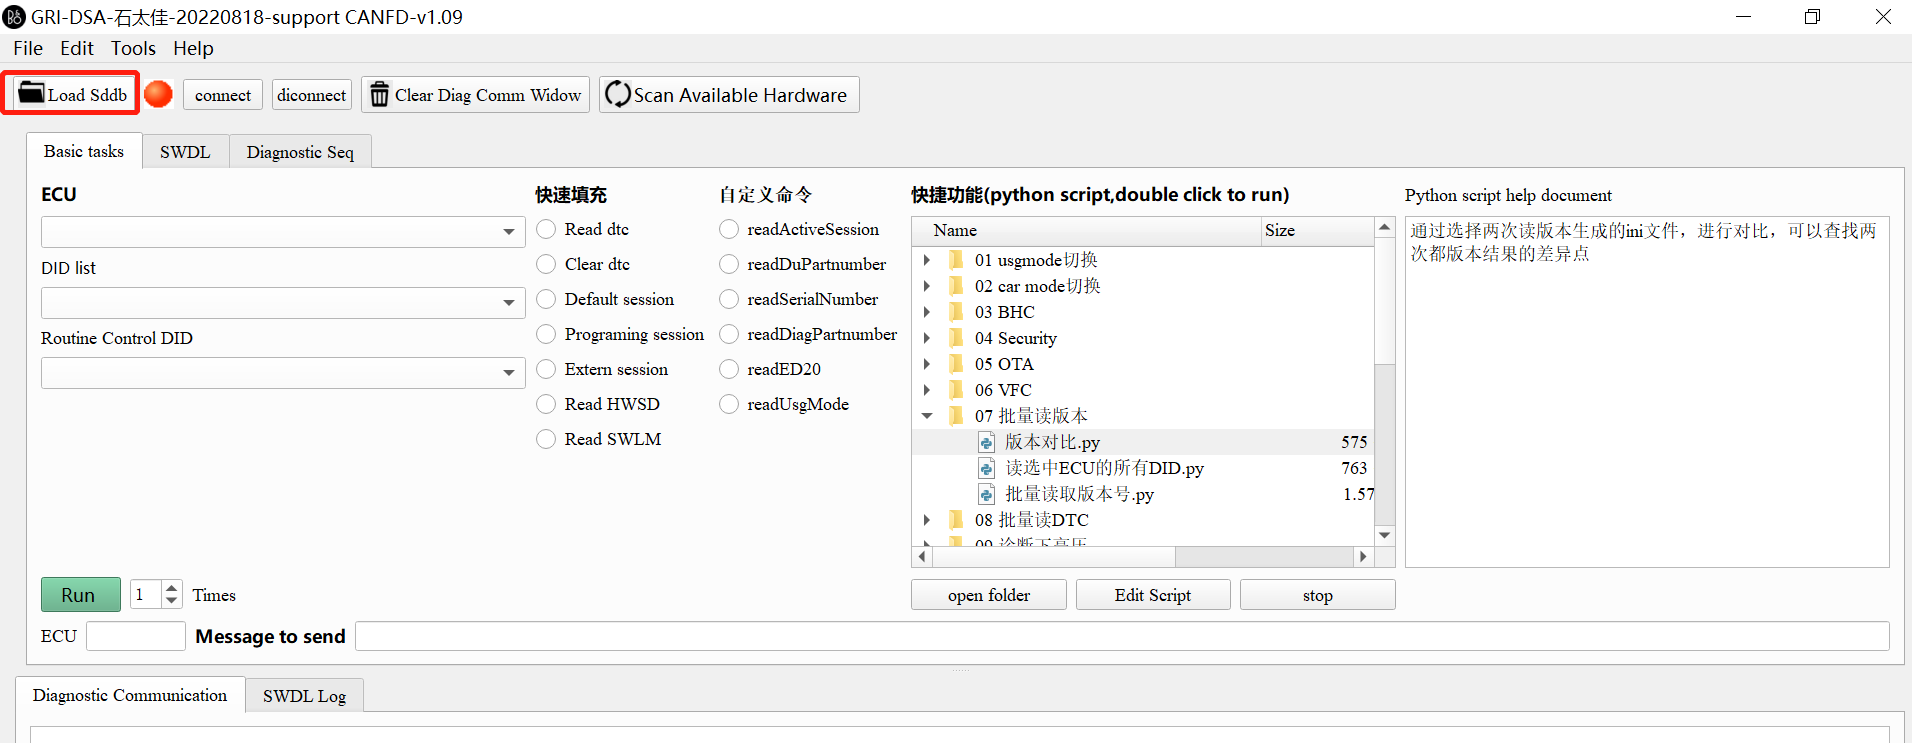 GRI-DSA-石太佳-20220818-support CANFD-v1.09
File Edit Tools Help
Load Sddb connect diconnect Clear Diag Comm Widow Scan Available Hardware
Basic tasks SWDL Diagnostic Seq
ECU
DID list
Routine Control DID
快速填充
Read dtc
Clear dtc
Default session
Programing session
Extern session
Read HWSD
Read SWLM
自定义命令
readActiveSession
readDuPartnumber
readSerialNumber
readDiagPartnumber
readED20
readUsgMode
快捷功能(python script,double click to run)
Name Size
01 usgmode切换
02 car mode切换
03 BHC
04 Security
05 OTA
06 VFC
07 批量读版本
版本对比.py 575
读选中ECU的所有DID.py 763
批量读取版本号.py 1.57
08 批量读DTC
09 诊断下高压
open folder Edit Script stop
Python script help document
通过选择两次读版本生成的ini文件，进行对比，可以查找两
次都版本结果的差异点
Run 1 Times
ECU Message to send
Diagnostic Communication SWDL Log